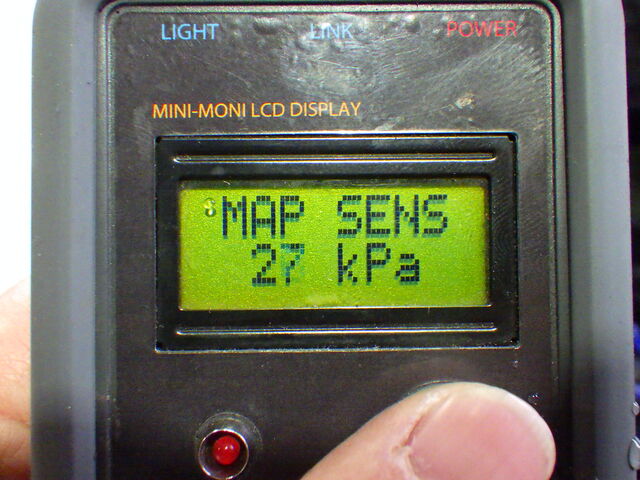 LIGHT LINK POWER
MINI-MONI LCD DISPLAY
MAP SENS
27 kPa